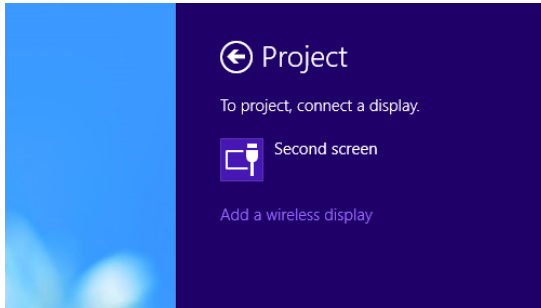 Project
To project, connect a display.
Second screen
Add a wireless display